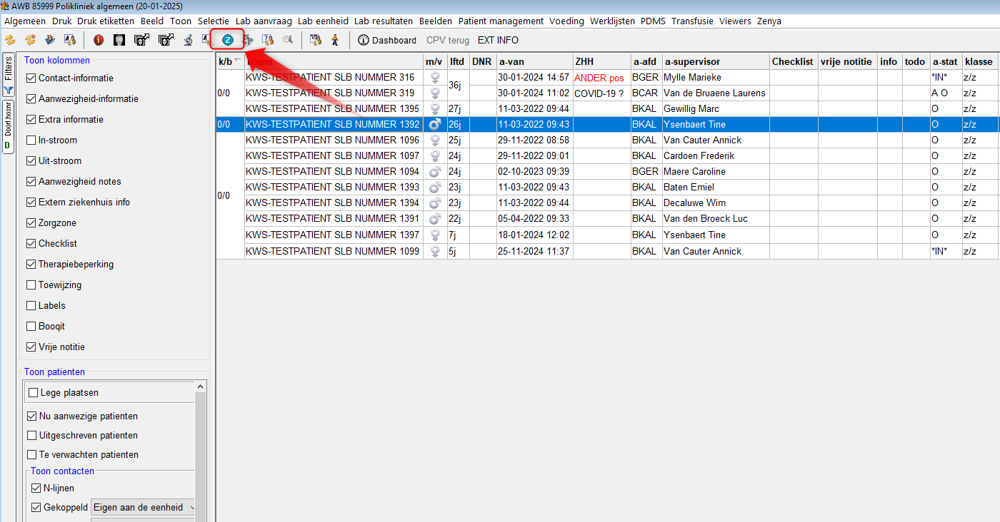 AWB 85999 Polikliniek algemeen (20-01-2025)
Algemeen Druk Druk etiketten Beeld Toon Selectie Lab aanvraag Lab eenheid Lab resultaten Beelden Patient management Voeding Werklijsten PDMS Transfusie Viewers Zenya
Z Dashboard CPV terug EXT INFO
Filters
Doorl.hosnr
D
Toon kolommen
Contact-informatie
Aanwezigheid-informatie
Extra informatie
In-stroom
Uit-stroom
Aanwezigheid notes
Extern ziekenhuis info
Zorgzone
Checklist
Therapiebeperking
Toewijzing
Labels
Booqit
Vrije notitie
Toon patienten
Lege plaatsen
Nu aanwezige patienten
Uitgeschreven patienten
Te verwachten patienten
Toon contacten
N-lijnen
Gekoppeld Eigen aan de eenheid
k/b naam m/v lftd DNR a-van ZHH a-afd a-supervisor Checklist vrije notitie info todo a-stat klasse
KWS-TESTPATIENT SLB NUMMER 316 36j 30-01-2024 14:57 ANDER pos BGER Mylle Marieke *IN* z/z
0/0 KWS-TESTPATIENT SLB NUMMER 319 30-01-2024 11:02 COVID-19 ? BCAR Van de Bruaene Laurens A O z/z
KWS-TESTPATIENT SLB NUMMER 1395 27j 11-03-2022 09:44 BKAL Gewillig Marc O z/z
0/0 KWS-TESTPATIENT SLB NUMMER 1392 26j 11-03-2022 09:43 BKAL Ysenbaert Tine O z/z
KWS-TESTPATIENT SLB NUMMER 1096 25j 29-11-2022 08:58 BKAL Van Cauter Annick O z/z
KWS-TESTPATIENT SLB NUMMER 1097 24j 29-11-2022 09:01 BKAL Cardoen Frederik O z/z
KWS-TESTPATIENT SLB NUMMER 1094 24j 02-10-2023 09:39 BGER Maere Caroline O z/z
KWS-TESTPATIENT SLB NUMMER 1393 23j 11-03-2022 09:43 BKAL Baten Emiel O z/z
0/0 KWS-TESTPATIENT SLB NUMMER 1394 23j 11-03-2022 09:44 BKAL Decaluwe Wim O z/z
KWS-TESTPATIENT SLB NUMMER 1391 22j 05-04-2022 09:33 BKAL Van den Broeck Luc O z/z
KWS-TESTPATIENT SLB NUMMER 1397 7j 18-01-2024 12:02 BKAL Ysenbaert Tine O z/z
KWS-TESTPATIENT SLB NUMMER 1099 5j 25-11-2024 11:37 BKAL Van Cauter Annick *IN* z/z